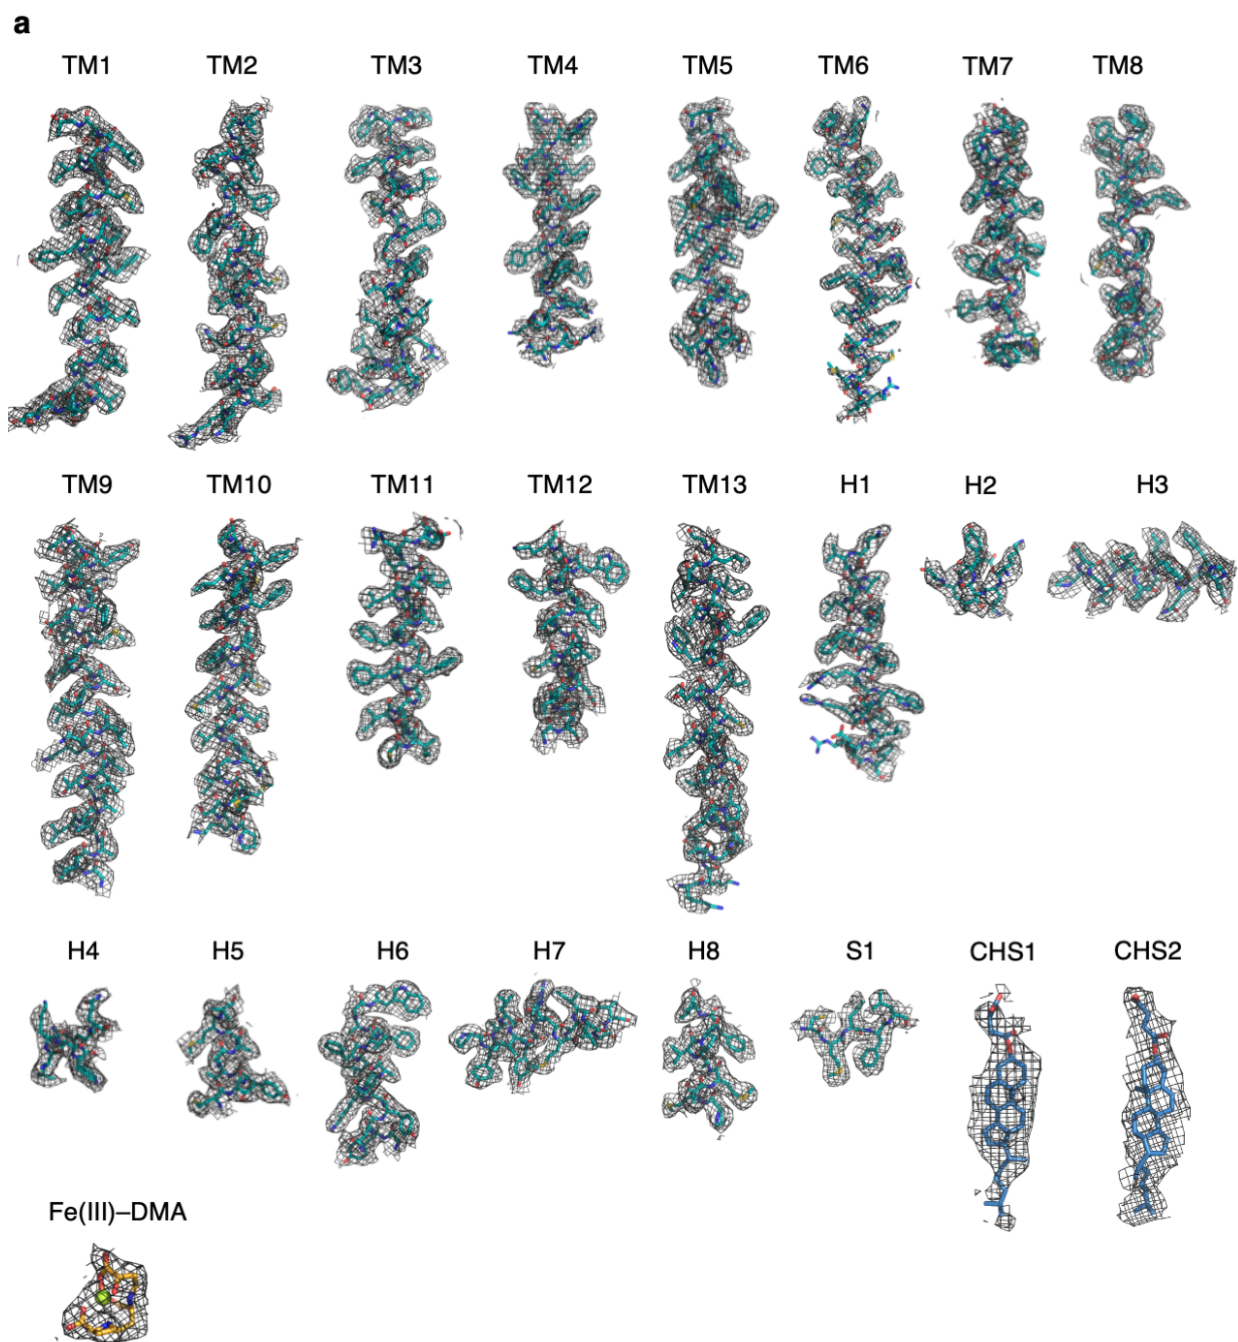 a
TM1 TM2 TM3 TM4 TM5 TM6 TM7 TM8
TM9 TM10 TM11 TM12 TM13 H1 H2 H3
H4 H5 H6 H7 H8 S1 CHS1 CHS2
Fe(III)–DMA